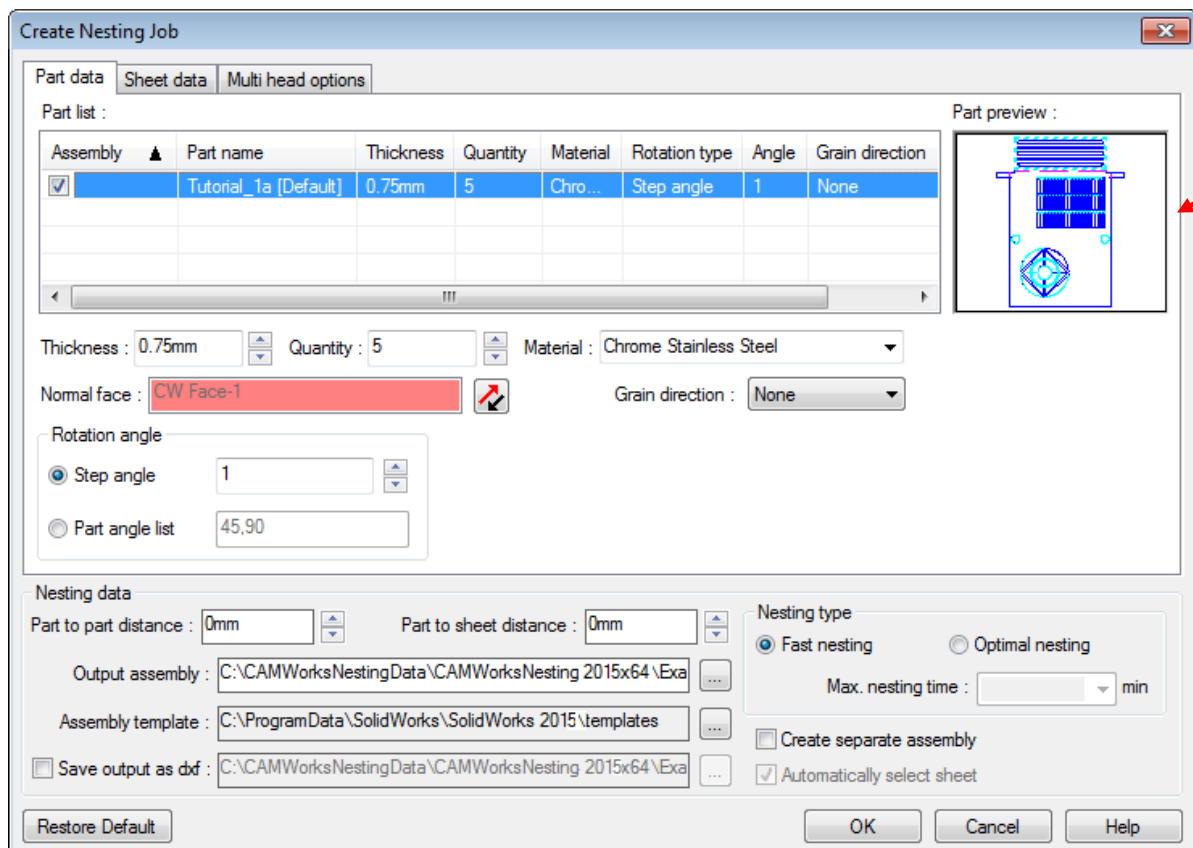 Create Nesting Job
Part data Sheet data Multi head options
Part list : Part preview :
Assembly Part name Thickness Quantity Material Rotation type Angle Grain direction
Tutorial_1a [Default] 0.75mm 5 Chro... Step angle 1 None
Thickness : 0.75mm Quantity : 5 Material : Chrome Stainless Steel
Normal face : CW Face-1 Grain direction : None
Rotation angle
Step angle 1
Part angle list 45,90
Nesting data
Part to part distance : 0mm Part to sheet distance : 0mm
Output assembly : C:\CAMWorksNestingData\CAMWorksNesting 2015x64\Exa ...
Assembly template : C:\ProgramData\SolidWorks\SolidWorks 2015\templates ...
Save output as dxf : C:\CAMWorksNestingData\CAMWorksNesting 2015x64\Exa ...
Nesting type
Fast nesting Optimal nesting
Max. nesting time : min
Create separate assembly
Automatically select sheet
Restore Default OK Cancel Help